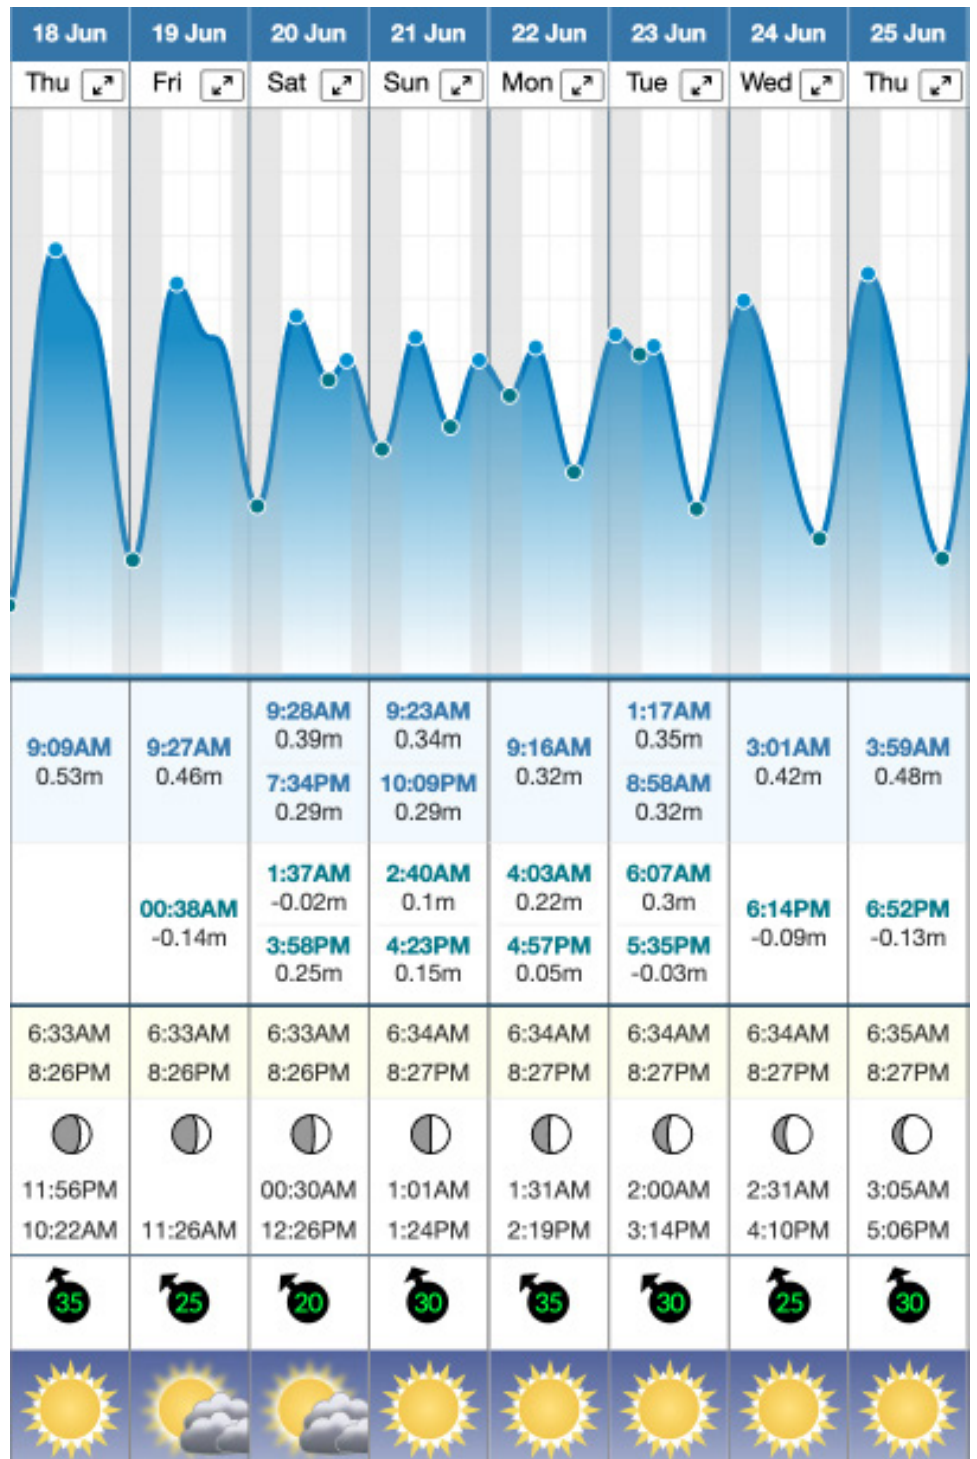 18 Jun 19 Jun 20 Jun 21 Jun 22 Jun 23 Jun 24 Jun 25 Jun
Thu Fri Sat Sun Mon Tue Wed Thu
9:28AM 9:23AM 1:17AM
0.39m 0.34m 0.35m
9:09AM 9:27AM 9:16AM 3:01AM 3:59AM
0.53m 0.46m 0.32m 0.42m 0.48m
7:34PM 10:09PM 8:58AM
0.29m 0.29m 0.32m
1:37AM 2:40AM 4:03AM 6:07AM
-0.02m 0.1m 0.22m 0.3m
00:38AM 6:14PM 6:52PM
-0.14m -0.09m -0.13m
3:58PM 4:23PM 4:57PM 5:35PM
0.25m 0.15m 0.05m -0.03m
6:33AM 6:33AM 6:33AM 6:34AM 6:34AM 6:34AM 6:34AM 6:35AM
8:26PM 8:26PM 8:26PM 8:27PM 8:27PM 8:27PM 8:27PM 8:27PM
11:56PM 00:30AM 1:01AM 1:31AM 2:00AM 2:31AM 3:05AM
10:22AM 11:26AM 12:26PM 1:24PM 2:19PM 3:14PM 4:10PM 5:06PM
35 25 20 30 35 30 25 30